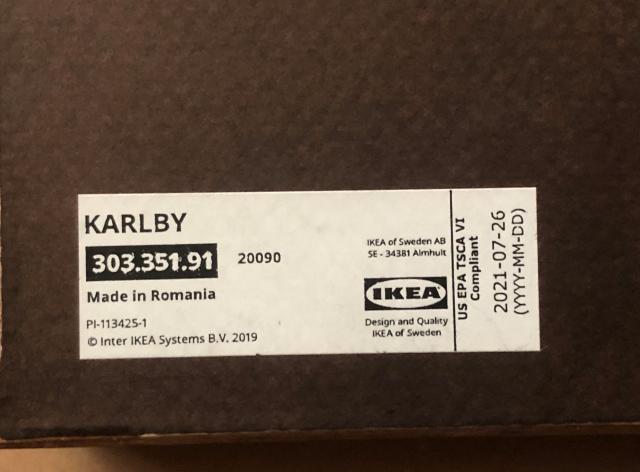 KARLBY
303.351.91 20090
Made in Romania
PI-113425-1
© Inter IKEA Systems B.V. 2019
IKEA of Sweden AB
SE - 34381 Älmhult
IKEA
Design and Quality
IKEA of Sweden
US EPA TSCA VI
Compliant
2021-07-26
(YYYY-MM-DD)